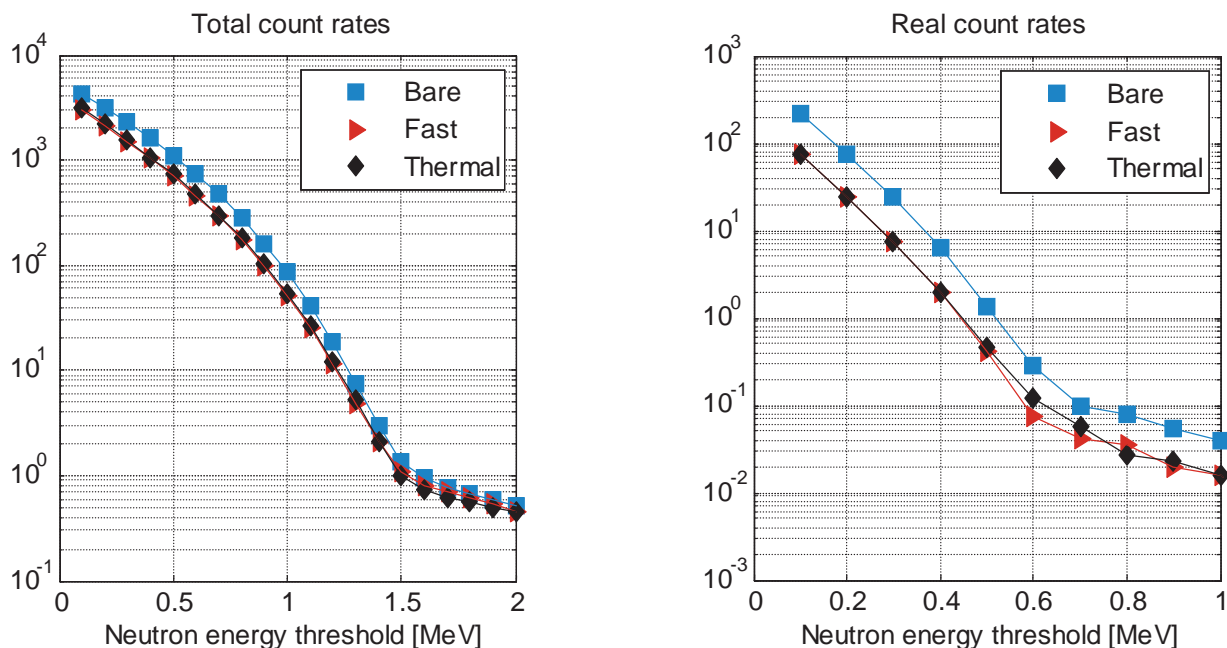 Total count rates
10^4
10^3
10^2
10^1
10^0
10^-1
0 0.5 1 1.5 2
Neutron energy threshold [MeV]
Bare
Fast
Thermal
Real count rates
10^3
10^2
10^1
10^0
10^-1
10^-2
10^-3
0 0.2 0.4 0.6 0.8 1
Neutron energy threshold [MeV]
Bare
Fast
Thermal